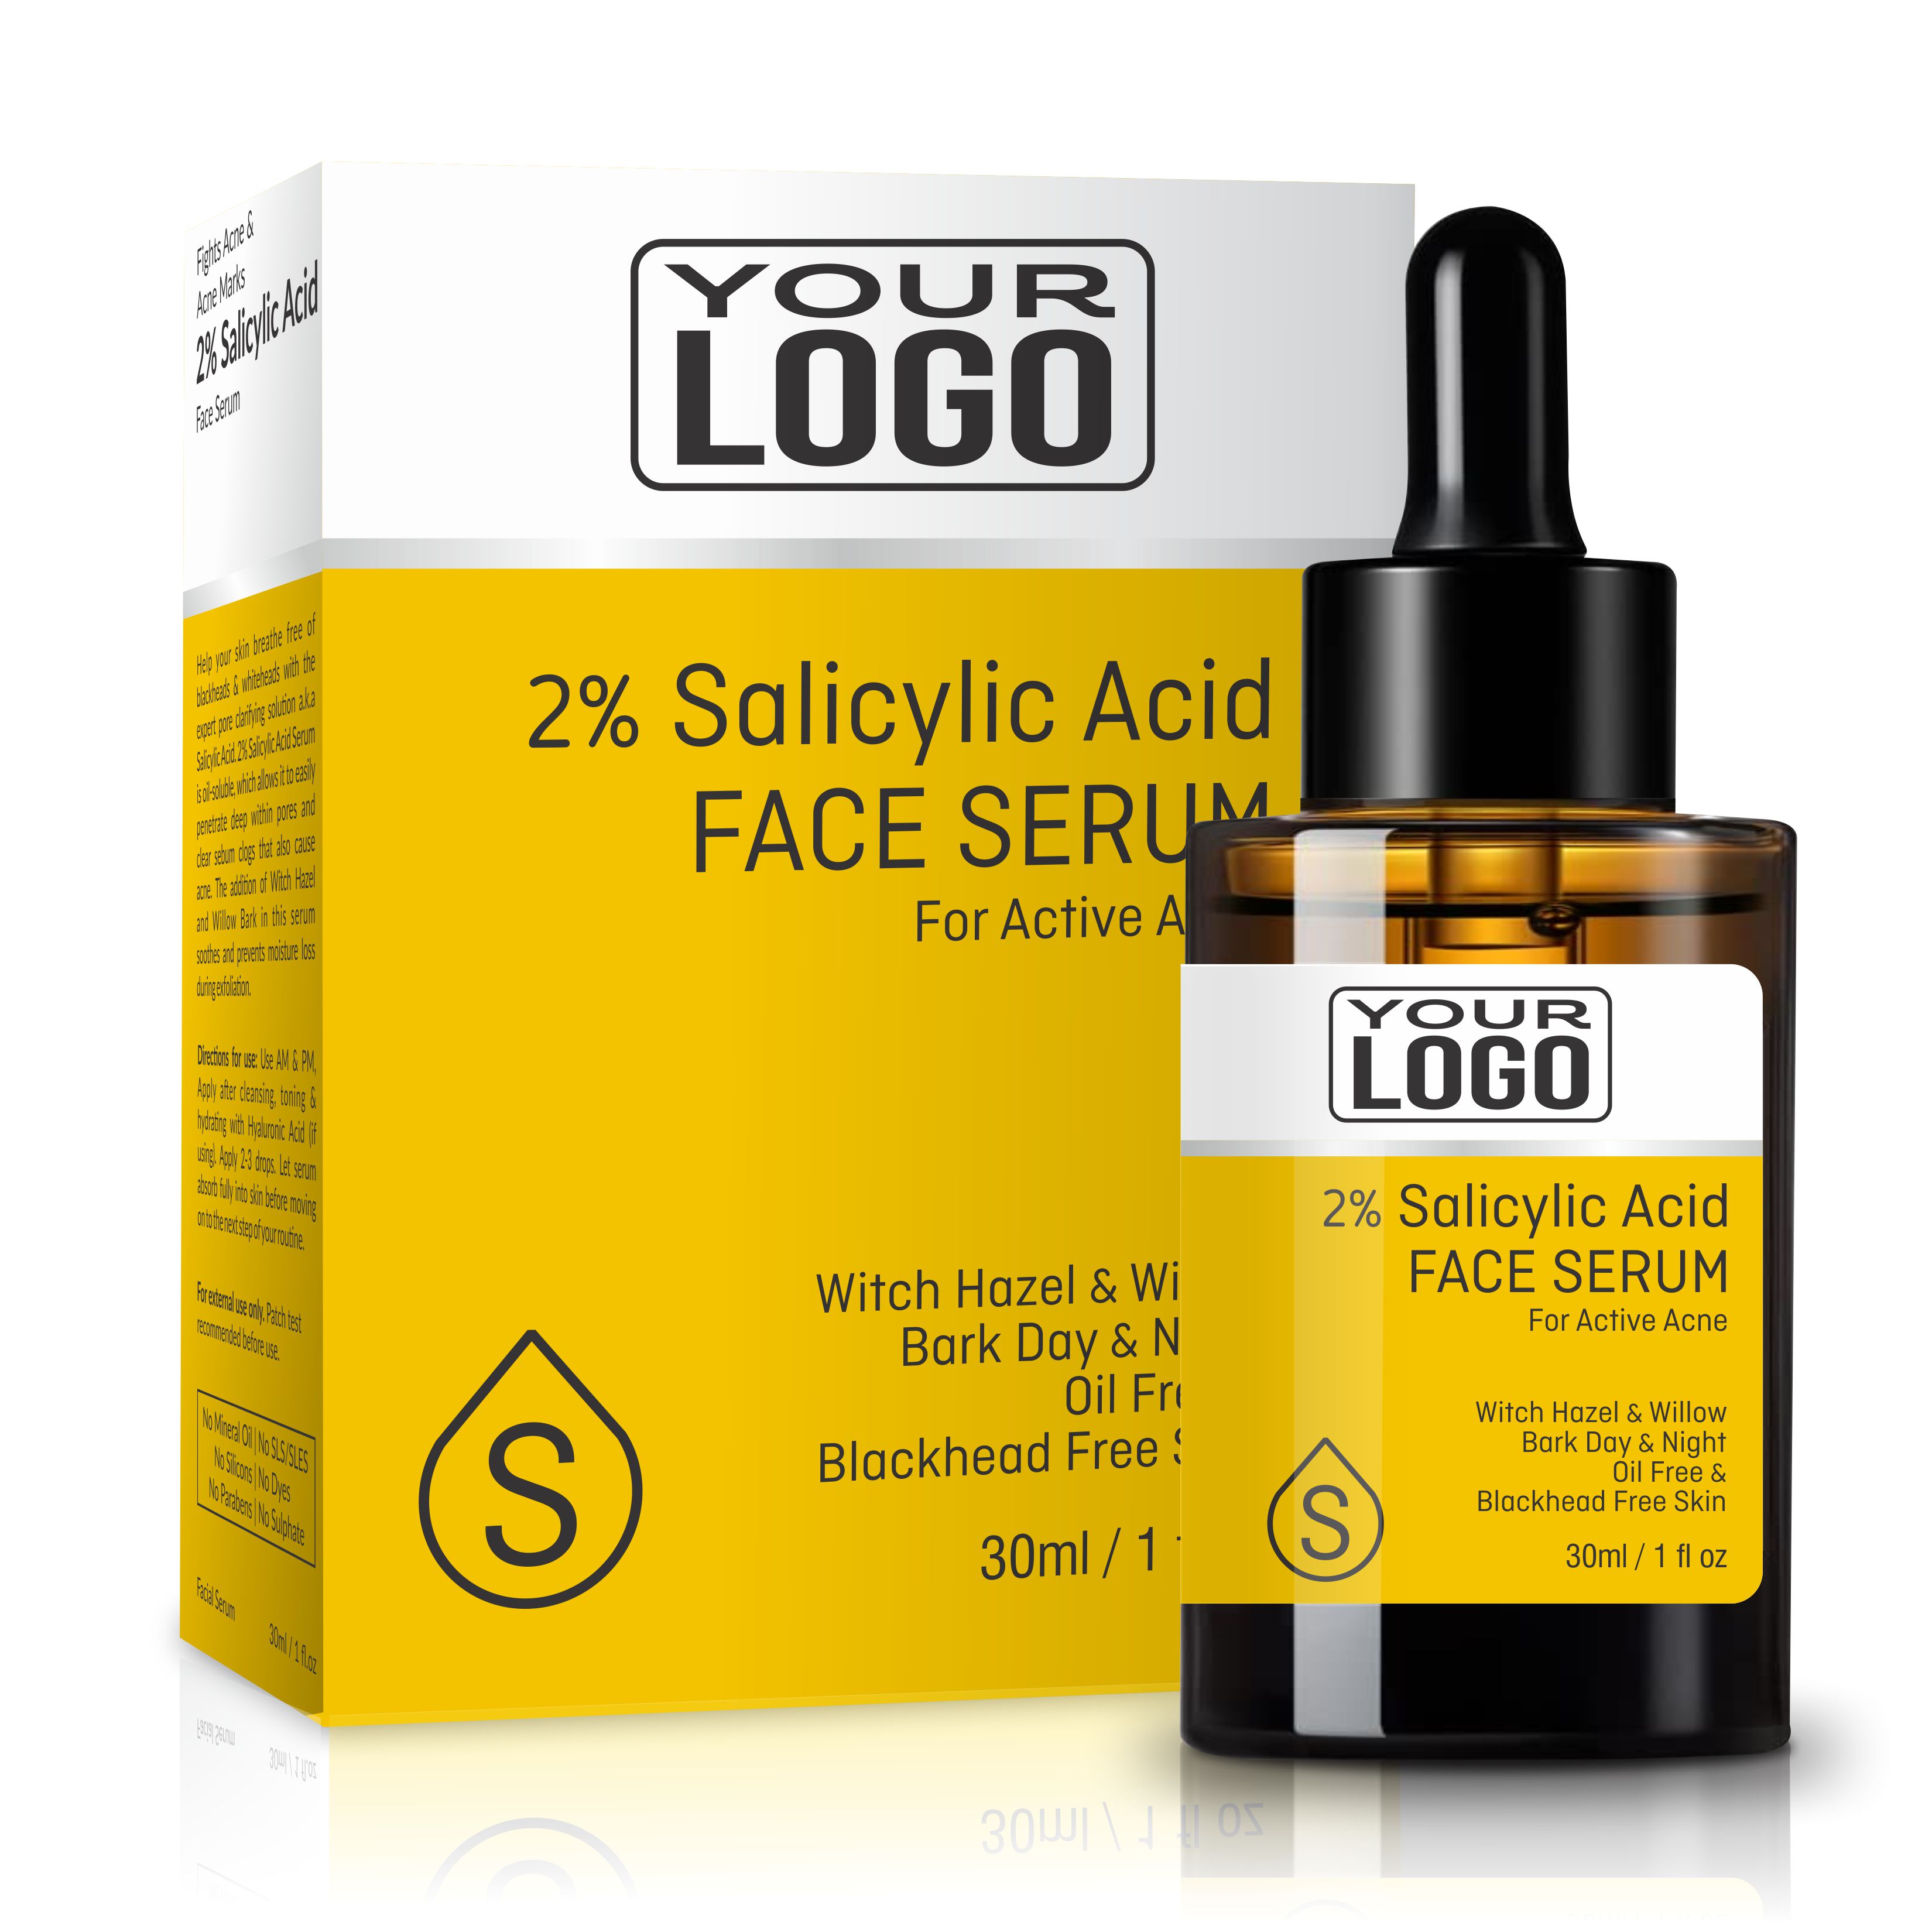 Fights Acne &
Acne Marks
2% Salicylic Acid
Face Serum
Help your skin breathe free of
blackheads & whiteheads with the
expert pore clarifying solution a.k.a
Salicylic Acid. 2% Salicylic Acid Serum
is oil-soluble, which allows it to easily
penetrate deep within pores and
clear sebum clogs that also cause
acne. The addition of Witch Hazel
and Willow Bark in this serum
soothes and prevents moisture loss
during exfoliation.
Directions for use: Use AM & PM,
Apply after cleansing, toning &
hydrating with Hyaluronic Acid (if
using). Apply 2-3 drops. Let serum
absorb fully into skin before moving
on to the next step of your routine.
For external use only. Patch test
recommended before use.
No Mineral Oil | No SLS/SLES
No Silicons | No Dyes
No Parabens | No Sulphate
Facial Serum
30ml / 1 fl.oz
YOUR
LOGO
2% Salicylic Acid
FACE SERUM
For Active A
Witch Hazel & Wi
Bark Day & N
Oil Fre
Blackhead Free S
30ml / 1 f
S
YOUR
LOGO
2% Salicylic Acid
FACE SERUM
For Active Acne
Witch Hazel & Willow
Bark Day & Night
Oil Free &
Blackhead Free Skin
30ml / 1 fl oz
S